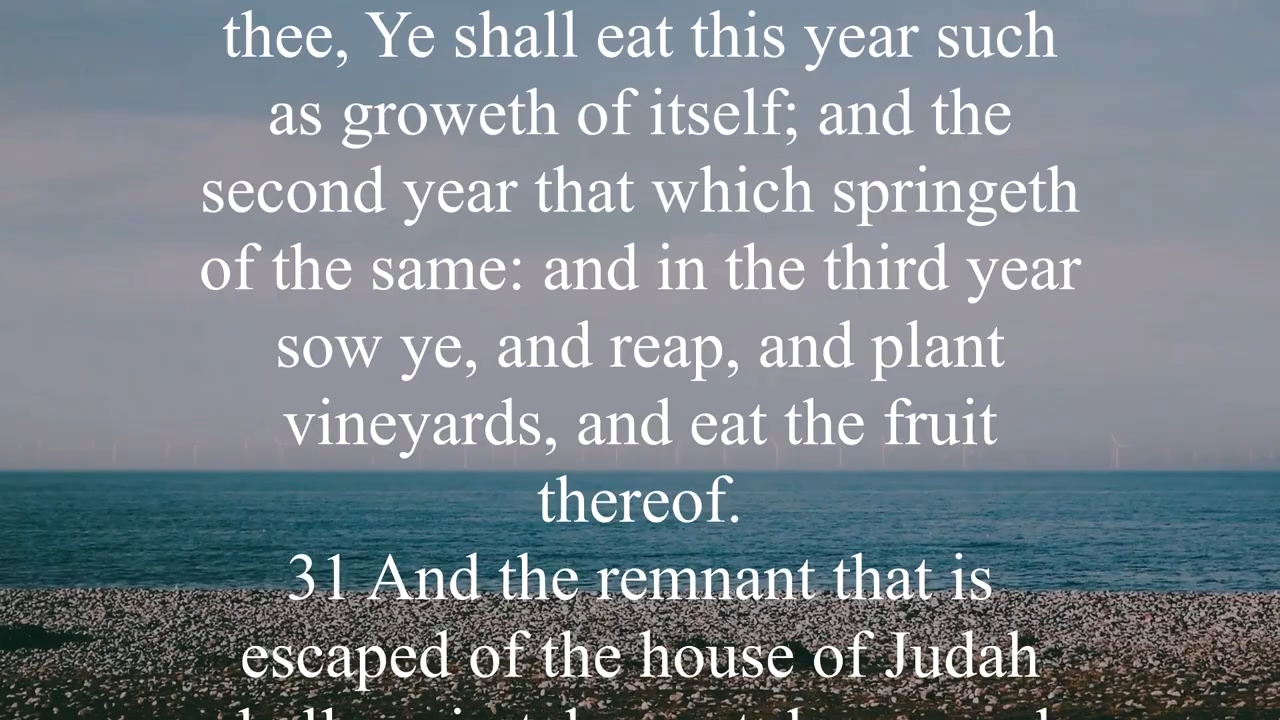 thee, Ye shall eat this year such
as groweth of itself; and the
second year that which springeth
of the same: and in the third year
sow ye, and reap, and plant
vineyards, and eat the fruit
thereof.
31 And the remnant that is
escaped of the house of Judah